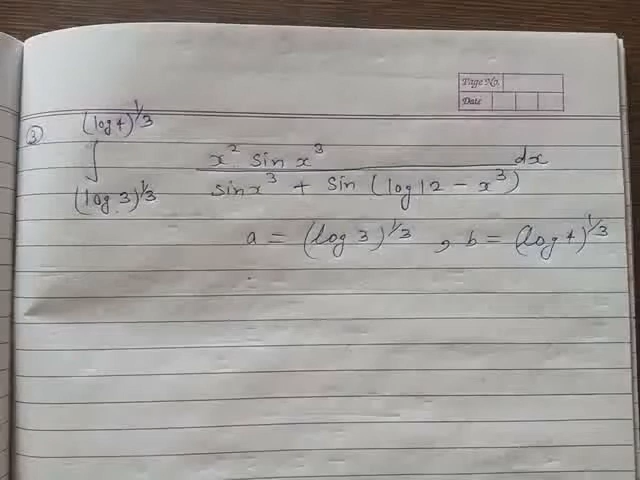 Page No.
Date
③ ∫ (log 3)^1/3 (log 4)^1/3 x² sin x³ / sin x³ + sin (log 12 - x³) dx
a = (log 3)^1/3 , b = (log 4)^1/3